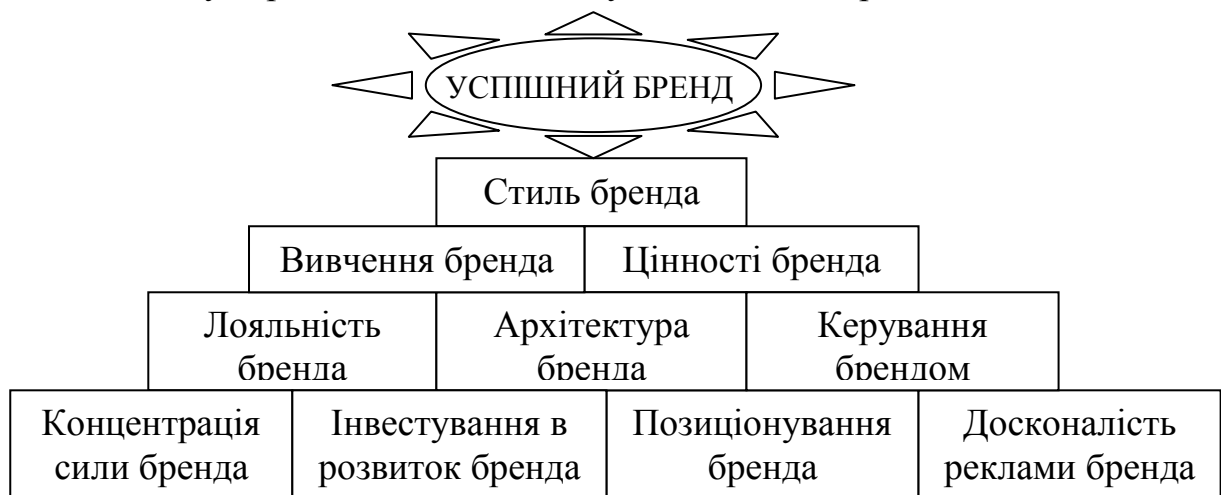 УСПІШНИЙ БРЕНД
Стиль бренда
Вивчення бренда
Цінності бренда
Лояльність
бренда
Архітектура
бренда
Керування
брендом
Концентрація
сили бренда
Інвестування в
розвиток бренда
Позиціонування
бренда
Досконалість
реклами бренда